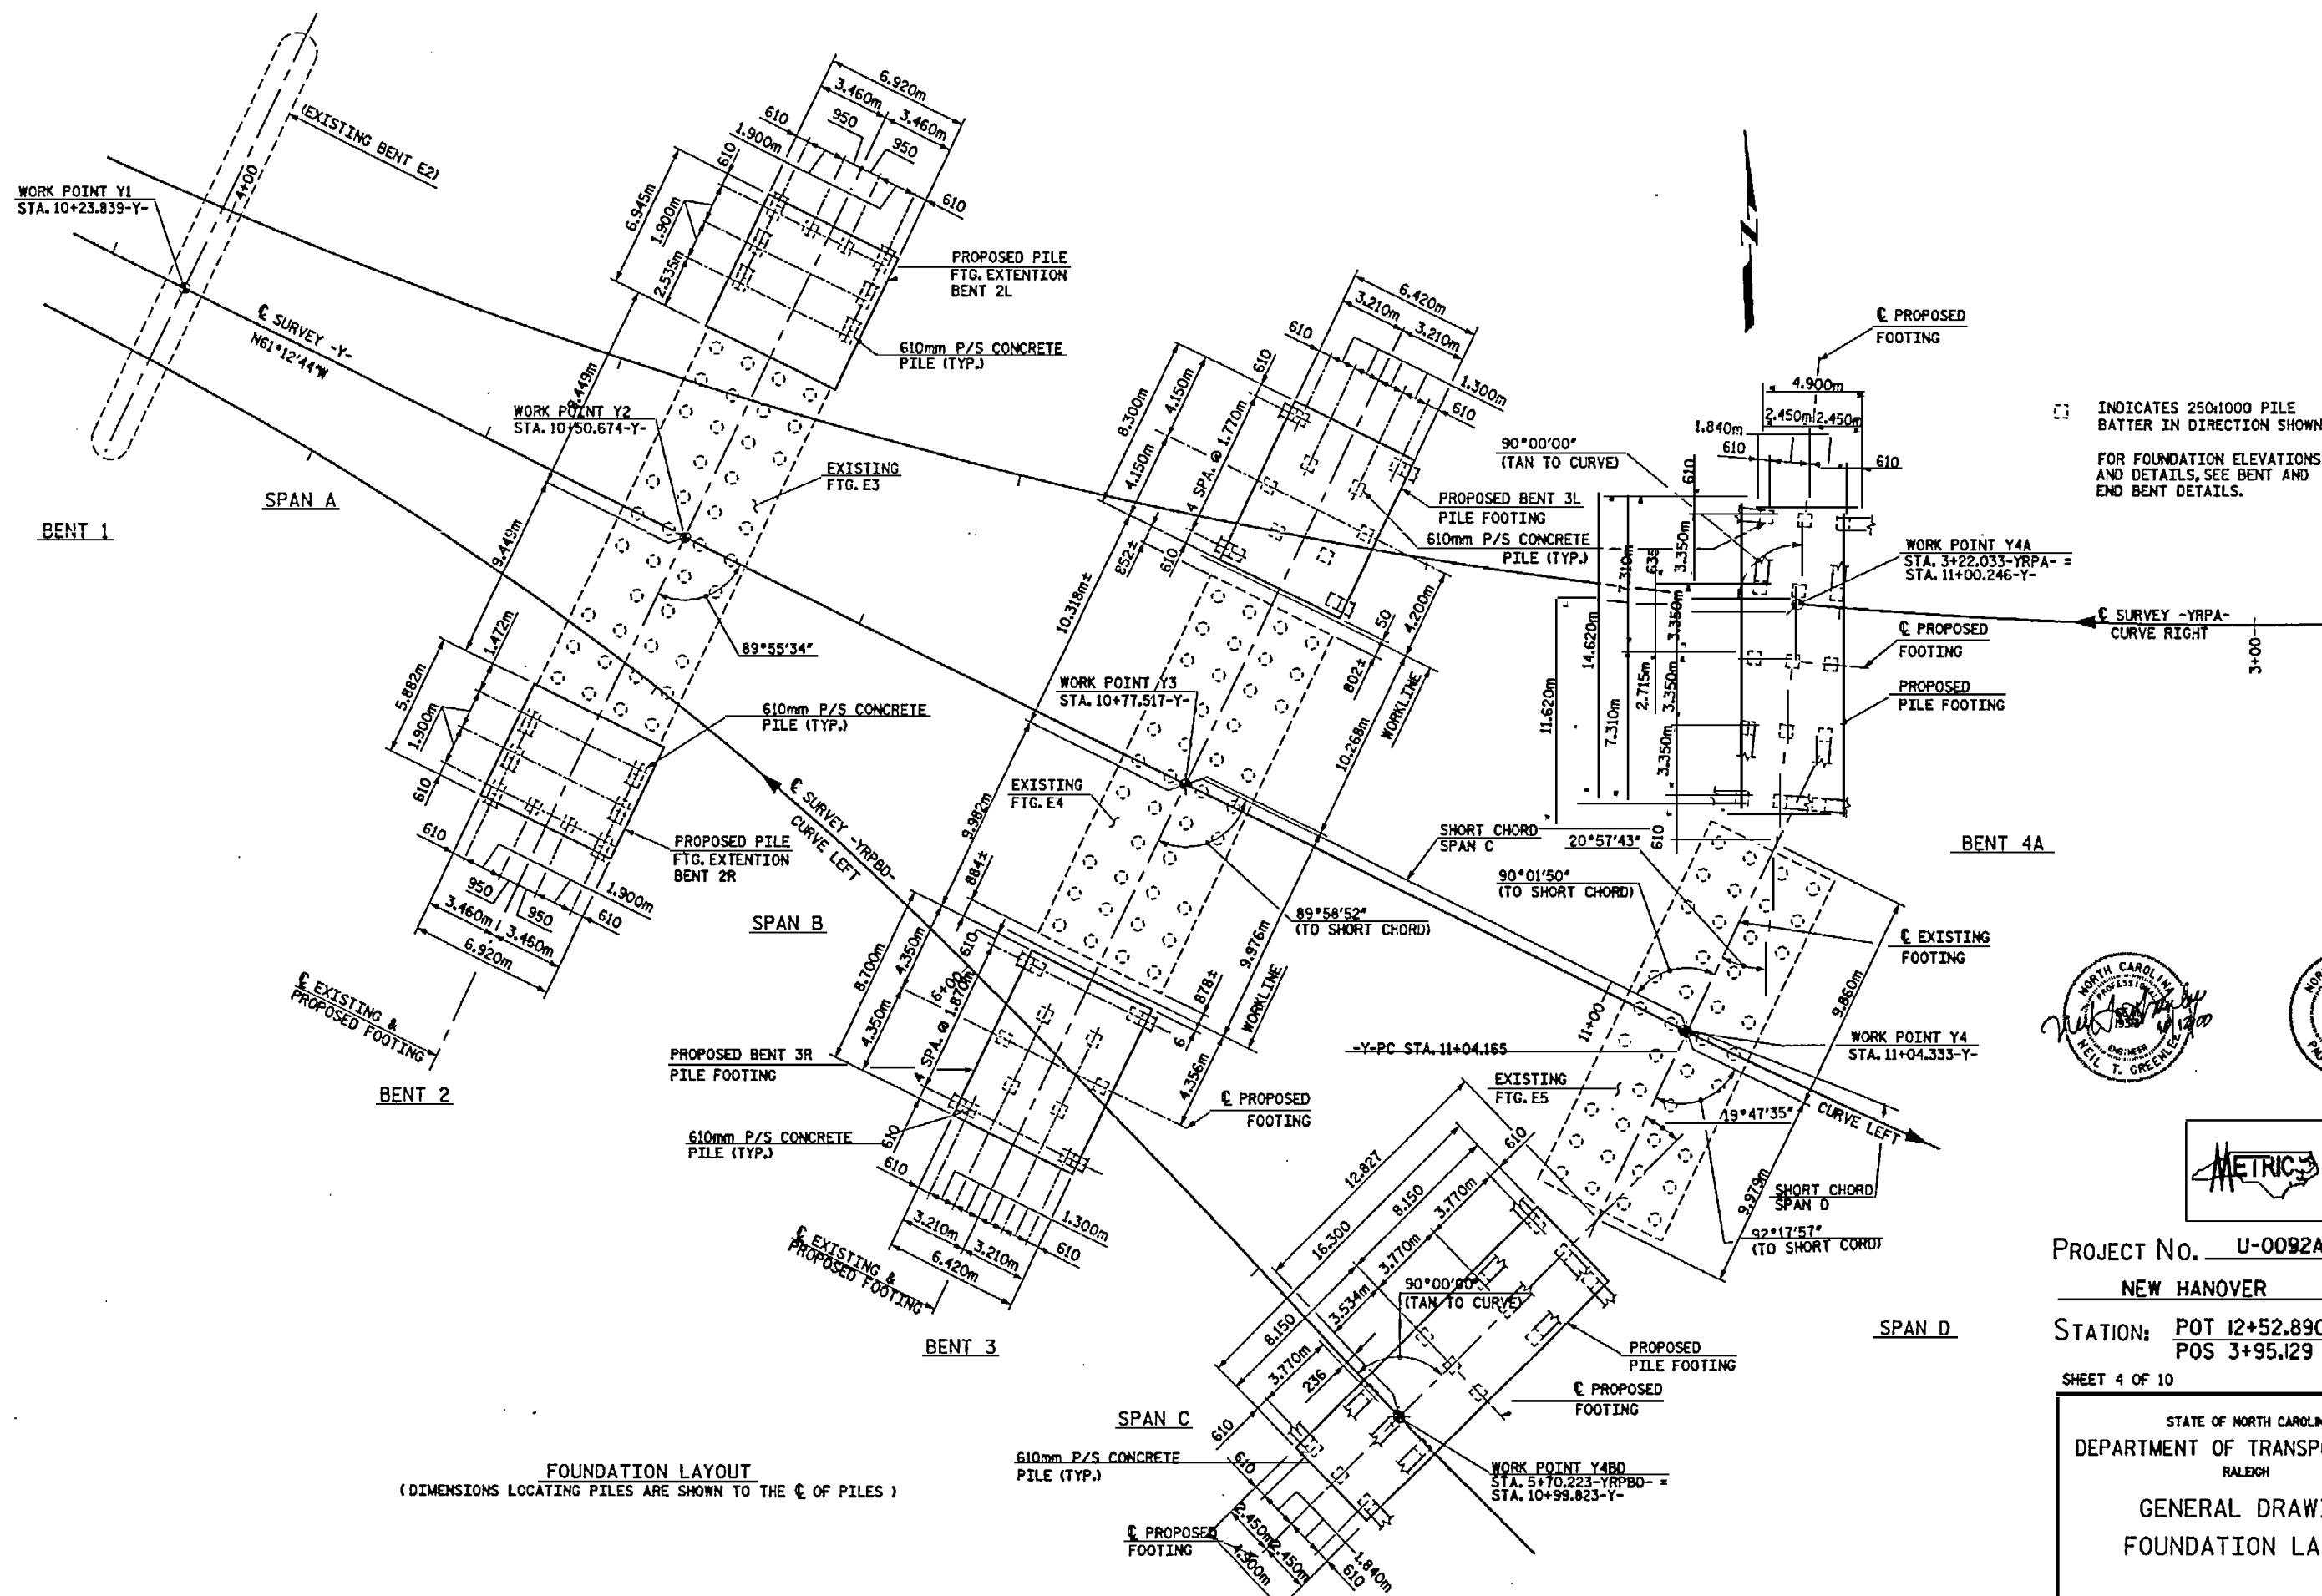 (EXISTING BENT E2)
4+00
WORK POINT Y1
STA. 10+23.839-Y-
℄ SURVEY -Y-
N61°12'44"W
SPAN A
BENT 1
6.920m
3.460m
3.460m
610
950
950
1.900m
610
610
6.945m
1.900m
2.535m
PROPOSED PILE
FTG. EXTENTION
BENT 2L
610mm P/S CONCRETE
PILE (TYP.)
WORK POINT Y2
STA. 10+50.674-Y-
EXISTING
FTG. E3
9.449m
89°55'34"
1.472m
5.882m
1.900m
610
610mm P/S CONCRETE
PILE (TYP.)
PROPOSED PILE
FTG. EXTENTION
BENT 2R
610
950
950
1.900m
610
3.460m
3.460m
6.920m
℄ EXISTING &
PROPOSED FOOTING
BENT 2
SPAN B
℄ SURVEY -YRPBD-
CURVE LEFT
6.420m
3.210m
3.210m
610
610
1.300m
610
8.300m
4.150m
4.150m
4 SPA. @ 1.770m
PROPOSED BENT 3L
PILE FOOTING
610mm P/S CONCRETE
PILE (TYP.)
852±
610
10.318m±
50
4.200m
802±
WORKLINE
WORK POINT Y3
STA. 10+77.517-Y-
10.268m
EXISTING
FTG. E4
9.982m
884±
89°58'52"
(TO SHORT CHORD)
SHORT CHORD
SPAN C
8.700m
4.350m
4.350m
610
6+00
4 SPA. @ 1.870m
9.976m
878±
6
WORKLINE
4.356m
PROPOSED BENT 3R
PILE FOOTING
610mm P/S CONCRETE
PILE (TYP.)
610
℄ PROPOSED
FOOTING
610
1.300m
3.210m
3.210m
610
6.420m
℄ EXISTING &
PROPOSED FOOTING
BENT 3
N
℄ PROPOSED
FOOTING
4.900m
2.450m
2.450m
1.840m
610
610
90°00'00"
(TAN TO CURVE)
610
3.350m
635
7.310m
3.350m
14.620m
2.715m
3.350m
11.620m
7.310m
3.350m
610
INDICATES 250:1000 PILE
BATTER IN DIRECTION SHOWN
FOR FOUNDATION ELEVATIONS
AND DETAILS, SEE BENT AND
END BENT DETAILS.
WORK POINT Y4A
STA. 3+22.033-YRPA- =
STA. 11+00.246-Y-
℄ SURVEY -YRPA-
CURVE RIGHT
3+00
℄ PROPOSED
FOOTING
PROPOSED
PILE FOOTING
BENT 4A
20°57'43"
90°01'50"
(TO SHORT CHORD)
℄ EXISTING
FOOTING
9.860m
11+00
-Y-PC STA. 11+04.165
WORK POINT Y4
STA. 11+04.333-Y-
EXISTING
FTG. E5
19°47'35"
CURVE LEFT
9.979m
SHORT CHORD
SPAN D
92°17'57"
(TO SHORT CORD)
12.827
610
16.300
8.150
3.770m
3.770m
3.534m
8.150
3.770m
236
610
90°00'00"
(TAN TO CURVE)
PROPOSED
PILE FOOTING
℄ PROPOSED
FOOTING
SPAN C
SPAN D
610mm P/S CONCRETE
PILE (TYP.)
WORK POINT Y4BD
STA. 5+70.223-YRPBD- =
STA. 10+99.823-Y-
610
2.450m
2.450m
4.900m
1.840m
610
℄ PROPOSED
FOOTING
FOUNDATION LAYOUT
( DIMENSIONS LOCATING PILES ARE SHOWN TO THE ℄ OF PILES )
NORTH CAROLINA
PROFESSIONAL
SEAL
ENGINEER
NEIL T. GREENLEE
METRIC
PROJECT NO. U-0092A
NEW HANOVER
STATION: POT 12+52.890
POS 3+95.129
SHEET 4 OF 10
STATE OF NORTH CAROLIN
DEPARTMENT OF TRANSP
RALEIGH
GENERAL DRAW
FOUNDATION LA